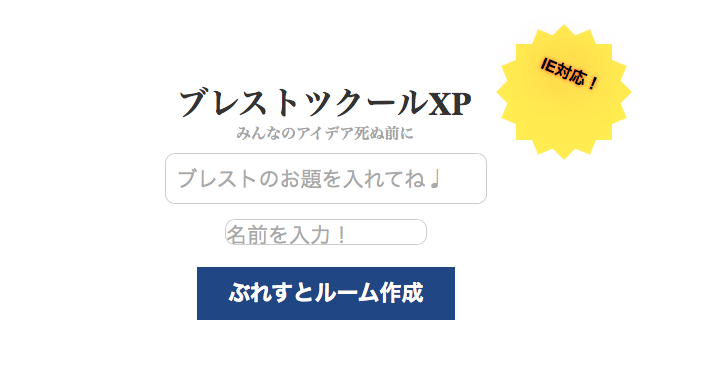 IE対応！
ブレストツクールXP
みんなのアイデア死ぬ前に
ブレストのお題を入れてね♩
名前を入力！
ぶれすとルーム作成